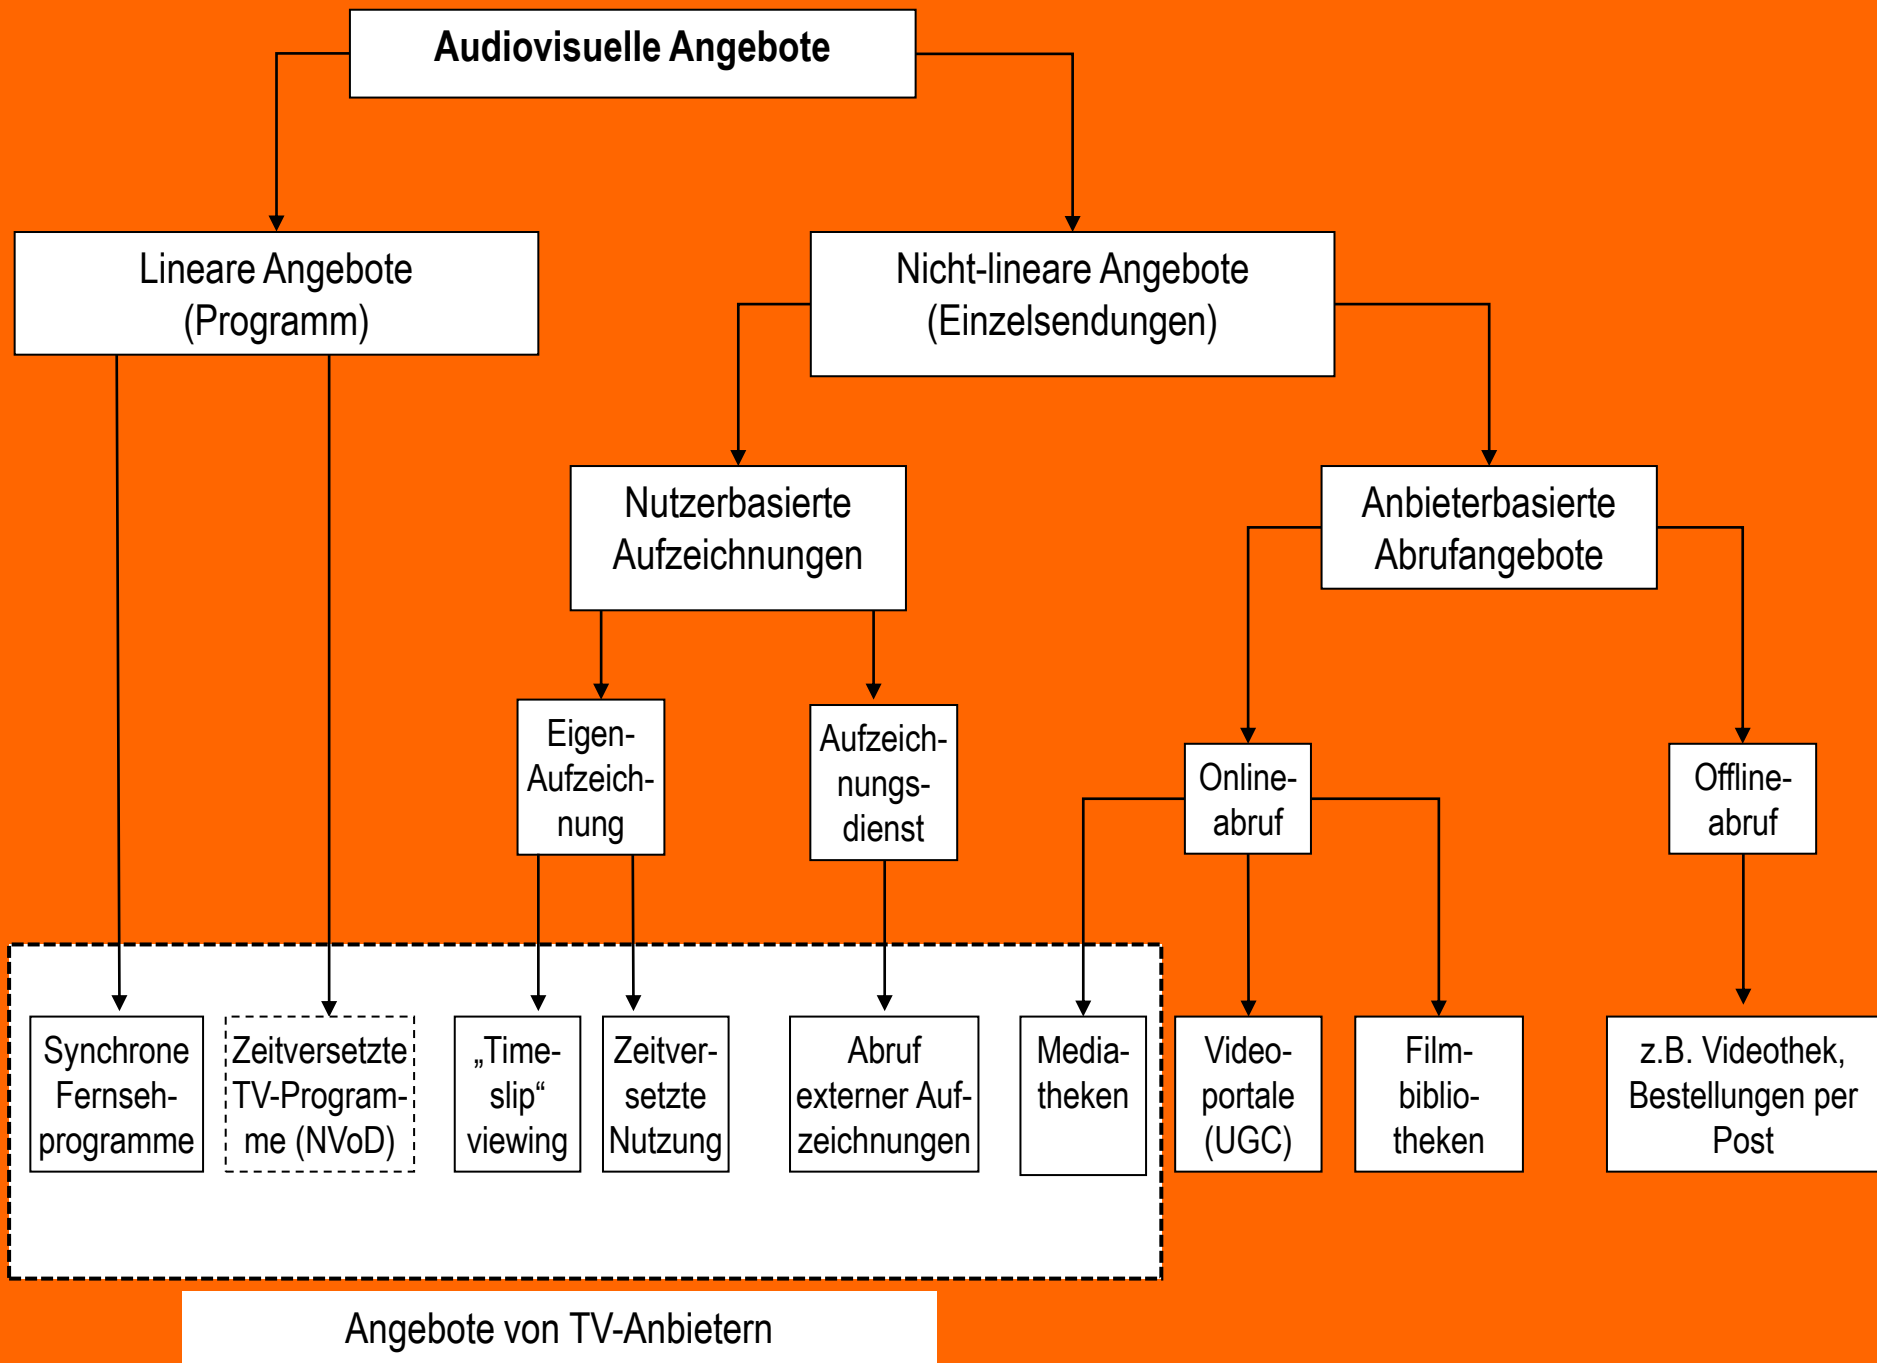 Audiovisuelle Angebote
Lineare Angebote
(Programm)
Nicht-lineare Angebote
(Einzelsendungen)
Nutzerbasierte
Aufzeichnungen
Anbieterbasierte
Abrufangebote
Eigen-
Aufzeich-
nung
Aufzeich-
nungs-
dienst
Online-
abruf
Offline-
abruf
Synchrone
Fernseh-
programme
Zeitversetzte
TV-Program-
me (NVoD)
„Time-
slip“
viewing
Zeitver-
setzte
Nutzung
Abruf
externer Auf-
zeichnungen
Media-
theken
Video-
portale
(UGC)
Film-
biblio-
theken
z.B. Videothek,
Bestellungen per
Post
Angebote von TV-Anbietern